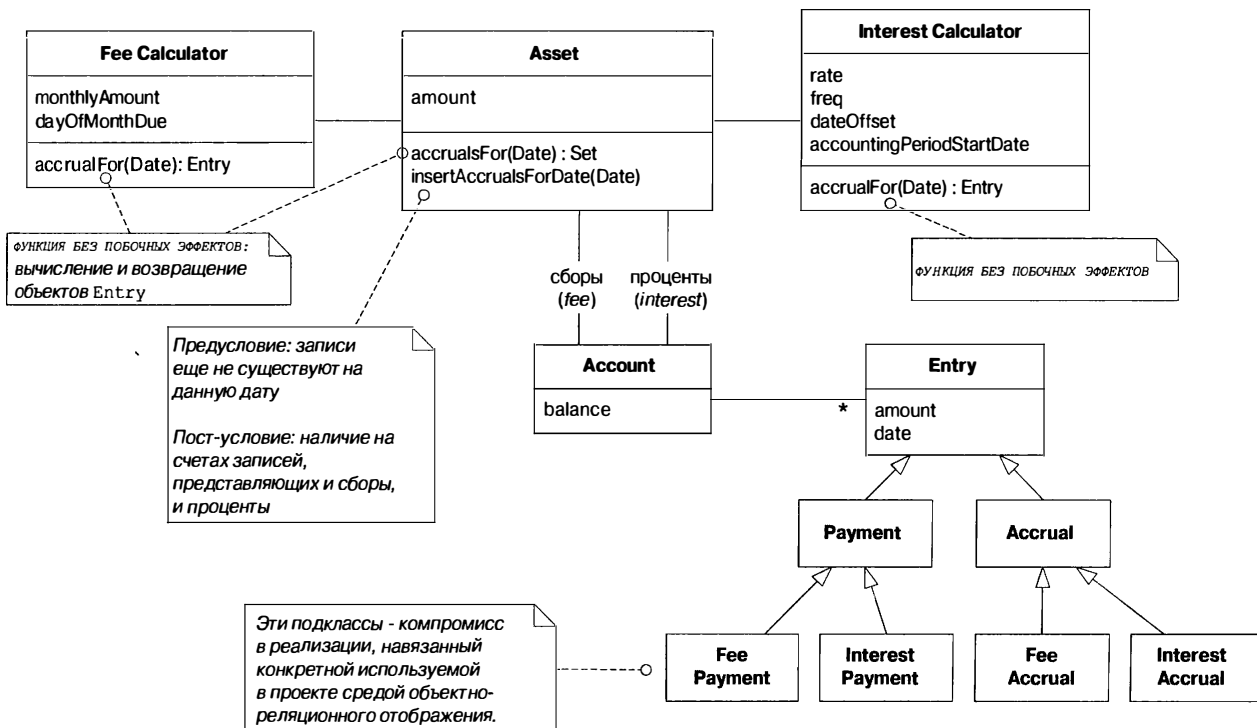 Fee Calculator
monthlyAmount
dayOfMonthDue
accrualFor(Date): Entry
Asset
amount
accrualsFor(Date) : Set
insertAccrualsForDate(Date)
Interest Calculator
rate
freq
dateOffset
accountingPeriodStartDate
accrualFor(Date) : Entry
ФУНКЦИЯ БЕЗ ПОБОЧНЫХ ЭФФЕКТОВ:
вычисление и возвращение
объектов Entry
сборы
(fee)
проценты
(interest)
ФУНКЦИЯ БЕЗ ПОБОЧНЫХ ЭФФЕКТОВ
Предусловие: записи
еще не существуют на
данную дату
Пост-условие: наличие на
счетах записей,
представляющих и сборы,
и проценты
Account
balance
*
Entry
amount
date
Payment
Accrual
Эти подклассы - компромисс
в реализации, навязанный
конкретной используемой
в проекте средой объектно-
реляционного отображения.
Fee
Payment
Interest
Payment
Fee
Accrual
Interest
Accrual